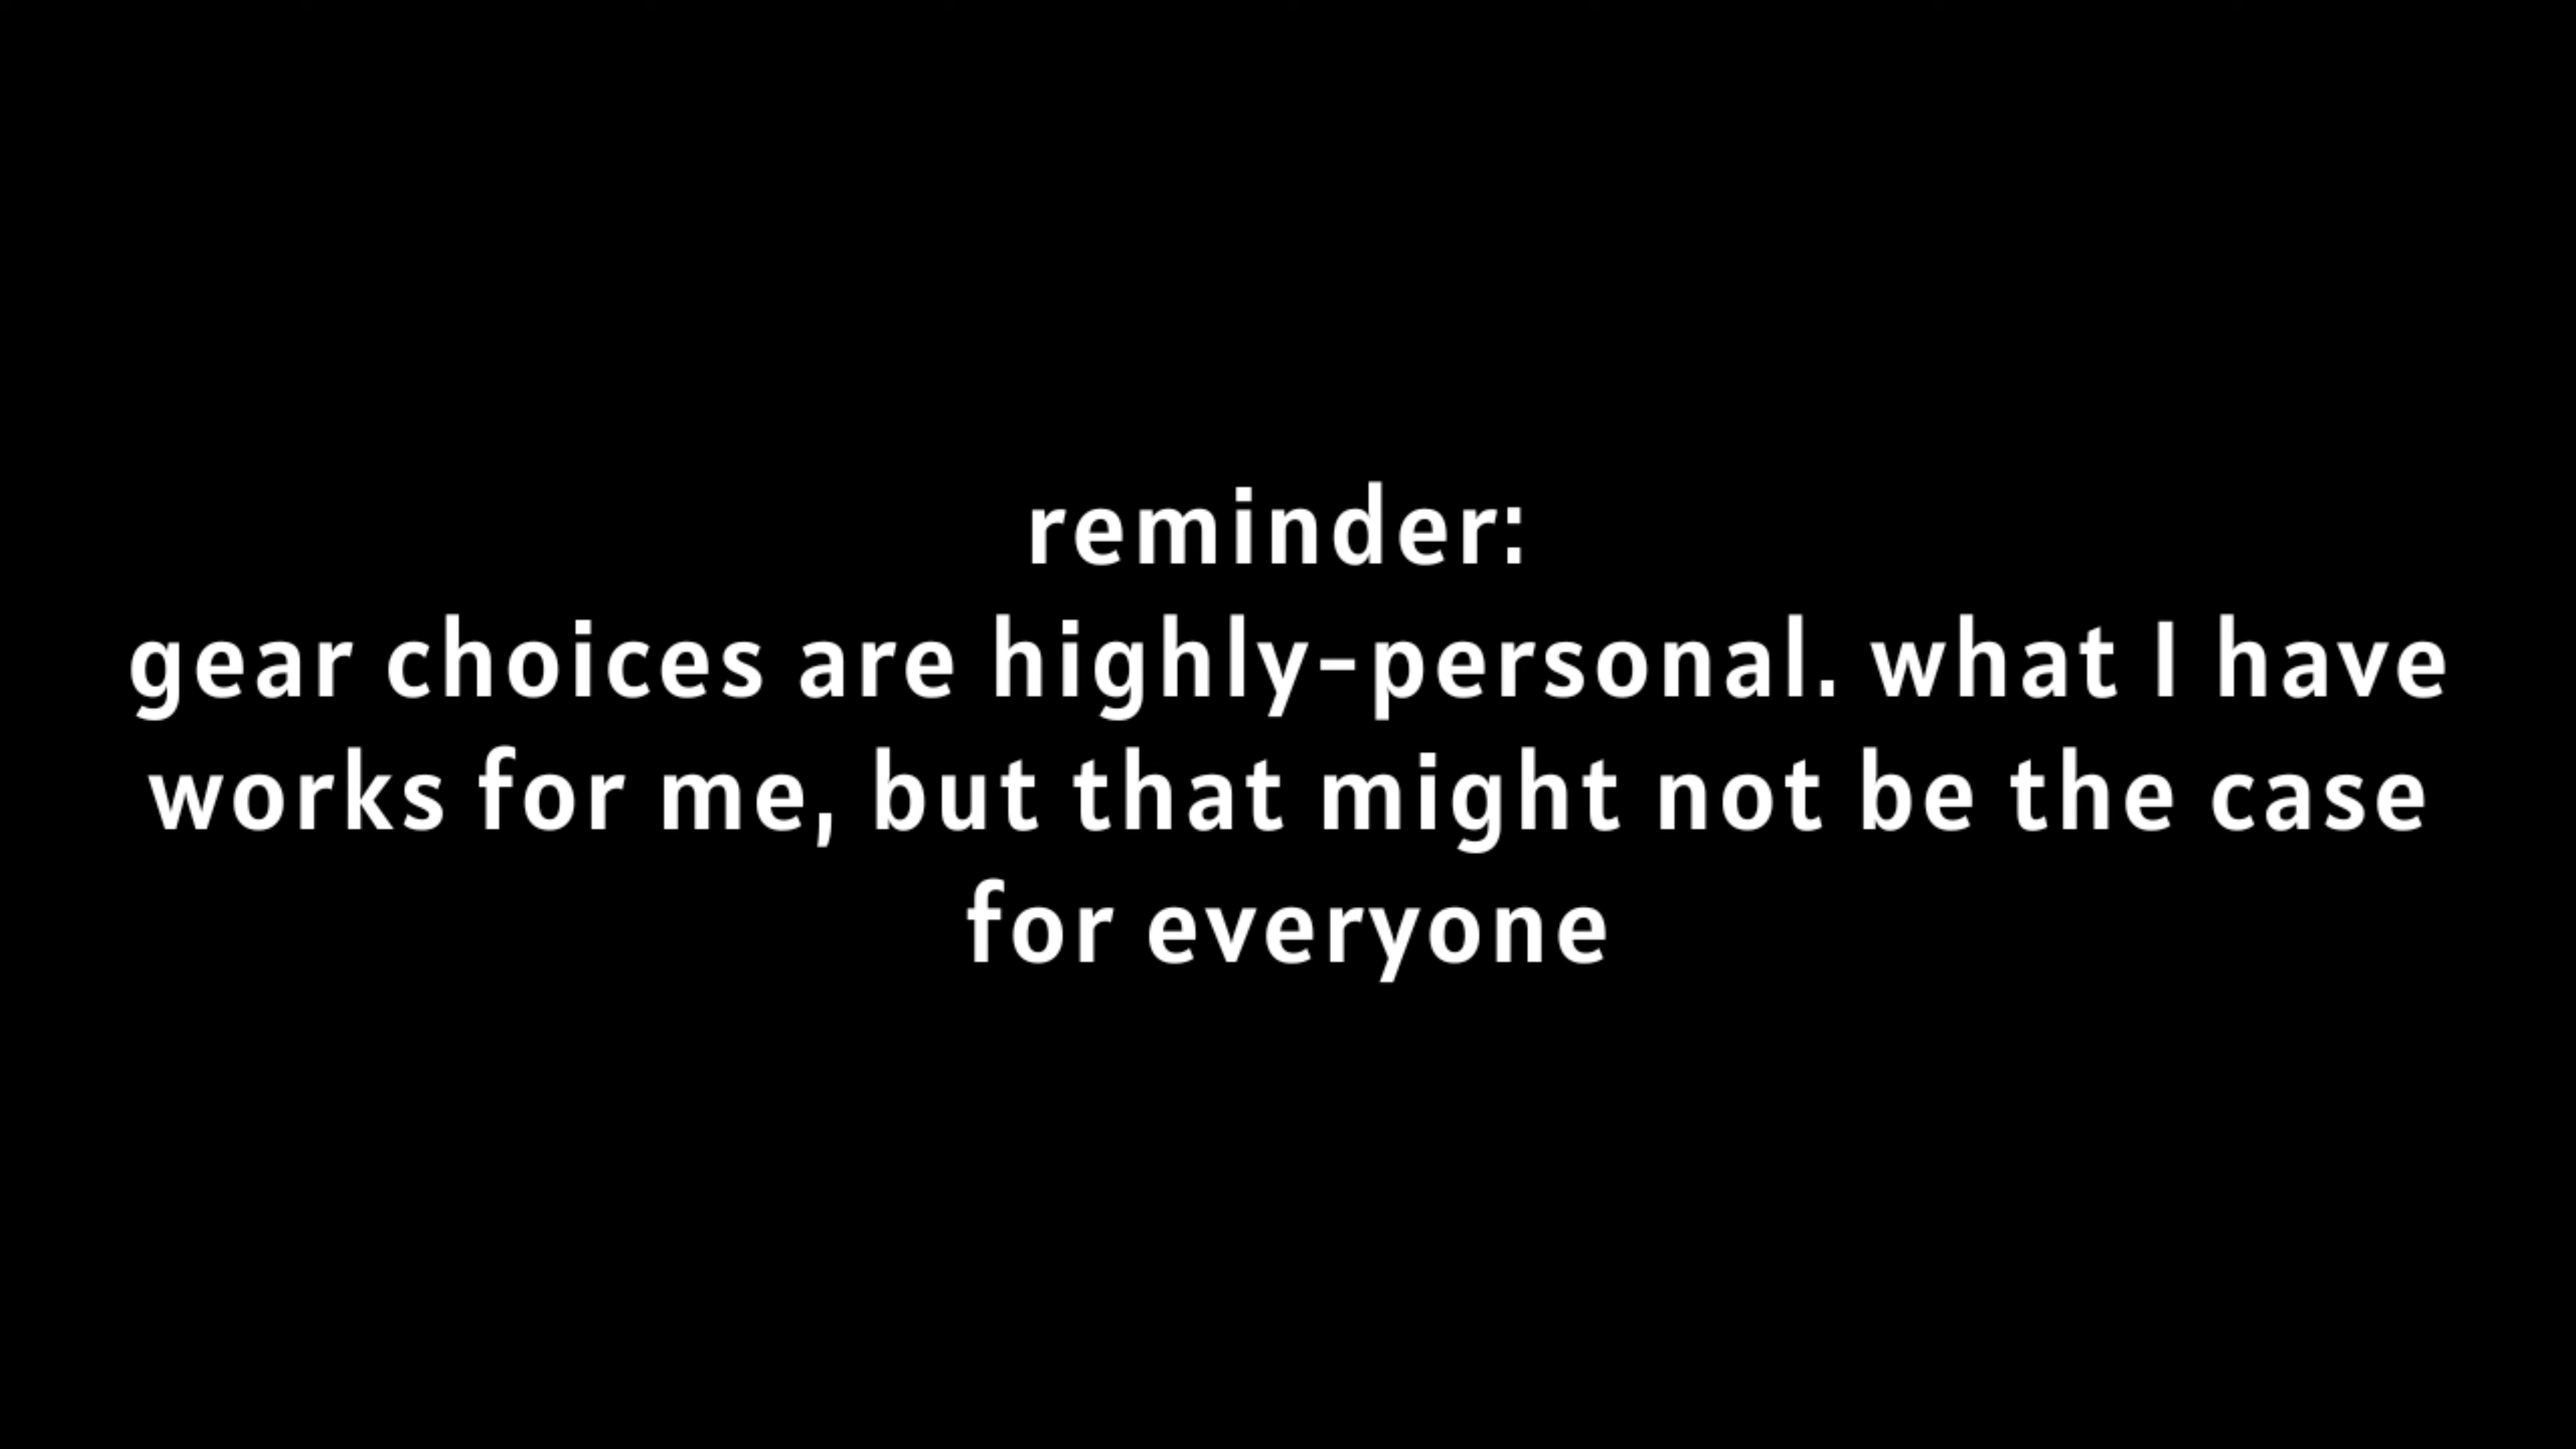 reminder:
gear choices are highly-personal. what I have
works for me, but that might not be the case
for everyone